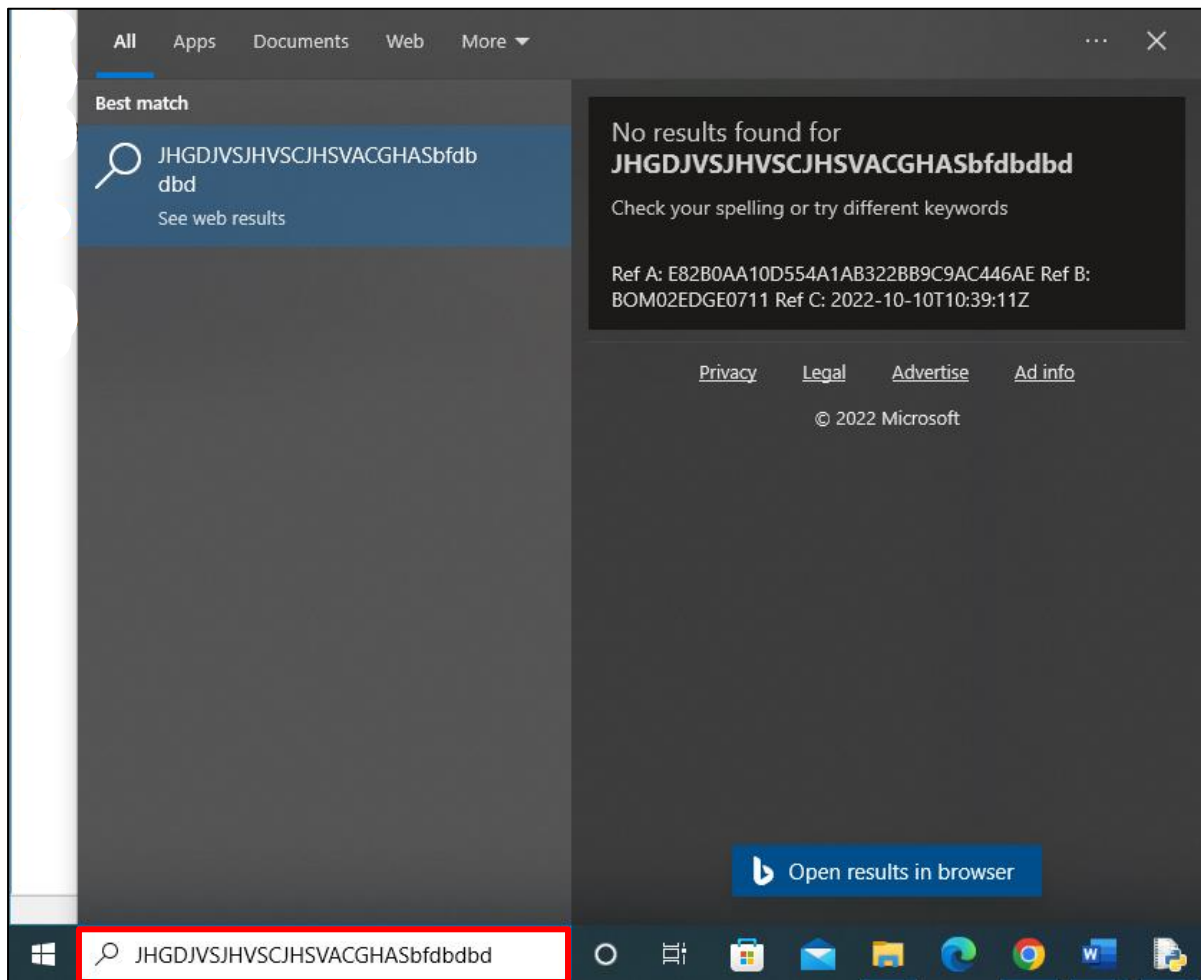 All Apps Documents Web More
Best match
JHGDJVSJHVSCJHSVACGHASbfdb
dbd
See web results
No results found for
JHGDJVSJHVSCJHSVACGHASbfdbdbd
Check your spelling or try different keywords
Ref A: E82B0AA10D554A1AB322BB9C9AC446AE Ref B:
BOM02EDGE0711 Ref C: 2022-10-10T10:39:11Z
Privacy Legal Advertise Ad info
© 2022 Microsoft
Open results in browser
JHGDJVSJHVSCJHSVACGHASbfdbdbd